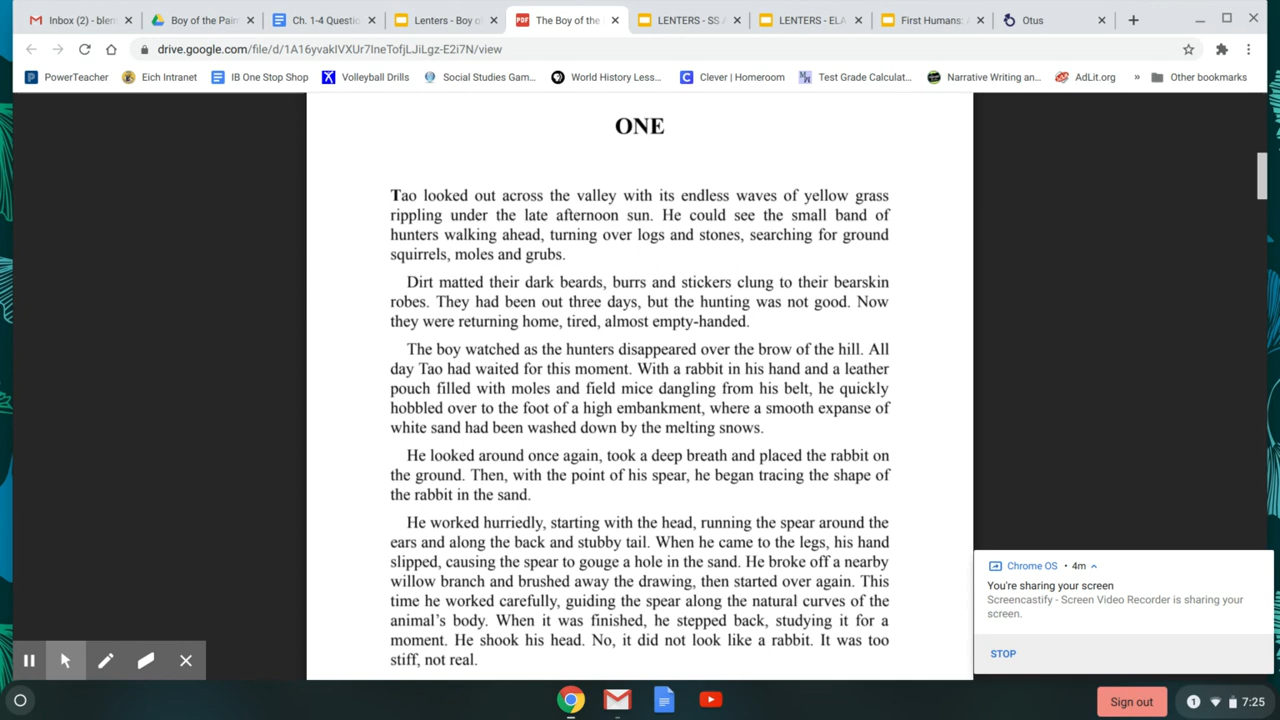 Inbox (2) - blen
Boy of the Pain
Ch. 1-4 Questi
Lenters - Boy o
PDF
The Boy of the
LENTERS - SS
LENTERS - ELA
First Humans:
Otus
drive.google.com/file/d/1A16yvaklVXUr7IneTofjLJiLgz-E2i7N/view
PowerTeacher
Eich Intranet
IB One Stop Shop
Volleyball Drills
Social Studies Gam...
World History Less...
Clever | Homeroom
Test Grade Calculat...
Narrative Writing an...
AdLit.org
»
Other bookmarks
ONE
Tao looked out across the valley with its endless waves of yellow grass
rippling under the late afternoon sun. He could see the small band of
hunters walking ahead, turning over logs and stones, searching for ground
squirrels, moles and grubs.
Dirt matted their dark beards, burrs and stickers clung to their bearskin
robes. They had been out three days, but the hunting was not good. Now
they were returning home, tired, almost empty-handed.
The boy watched as the hunters disappeared over the brow of the hill. All
day Tao had waited for this moment. With a rabbit in his hand and a leather
pouch filled with moles and field mice dangling from his belt, he quickly
hobbled over to the foot of a high embankment, where a smooth expanse of
white sand had been washed down by the melting snows.
He looked around once again, took a deep breath and placed the rabbit on
the ground. Then, with the point of his spear, he began tracing the shape of
the rabbit in the sand.
He worked hurriedly, starting with the head, running the spear around the
ears and along the back and stubby tail. When he came to the legs, his hand
slipped, causing the spear to gouge a hole in the sand. He broke off a nearby
willow branch and brushed away the drawing, then started over again. This
time he worked carefully, guiding the spear along the natural curves of the
animal's body. When it was finished, he stepped back, studying it for a
moment. He shook his head. No, it did not look like a rabbit. It was too
stiff, not real.
Chrome OS • 4m
You're sharing your screen
Screencastify - Screen Video Recorder is sharing your
screen.
STOP
Sign out
1
7:25